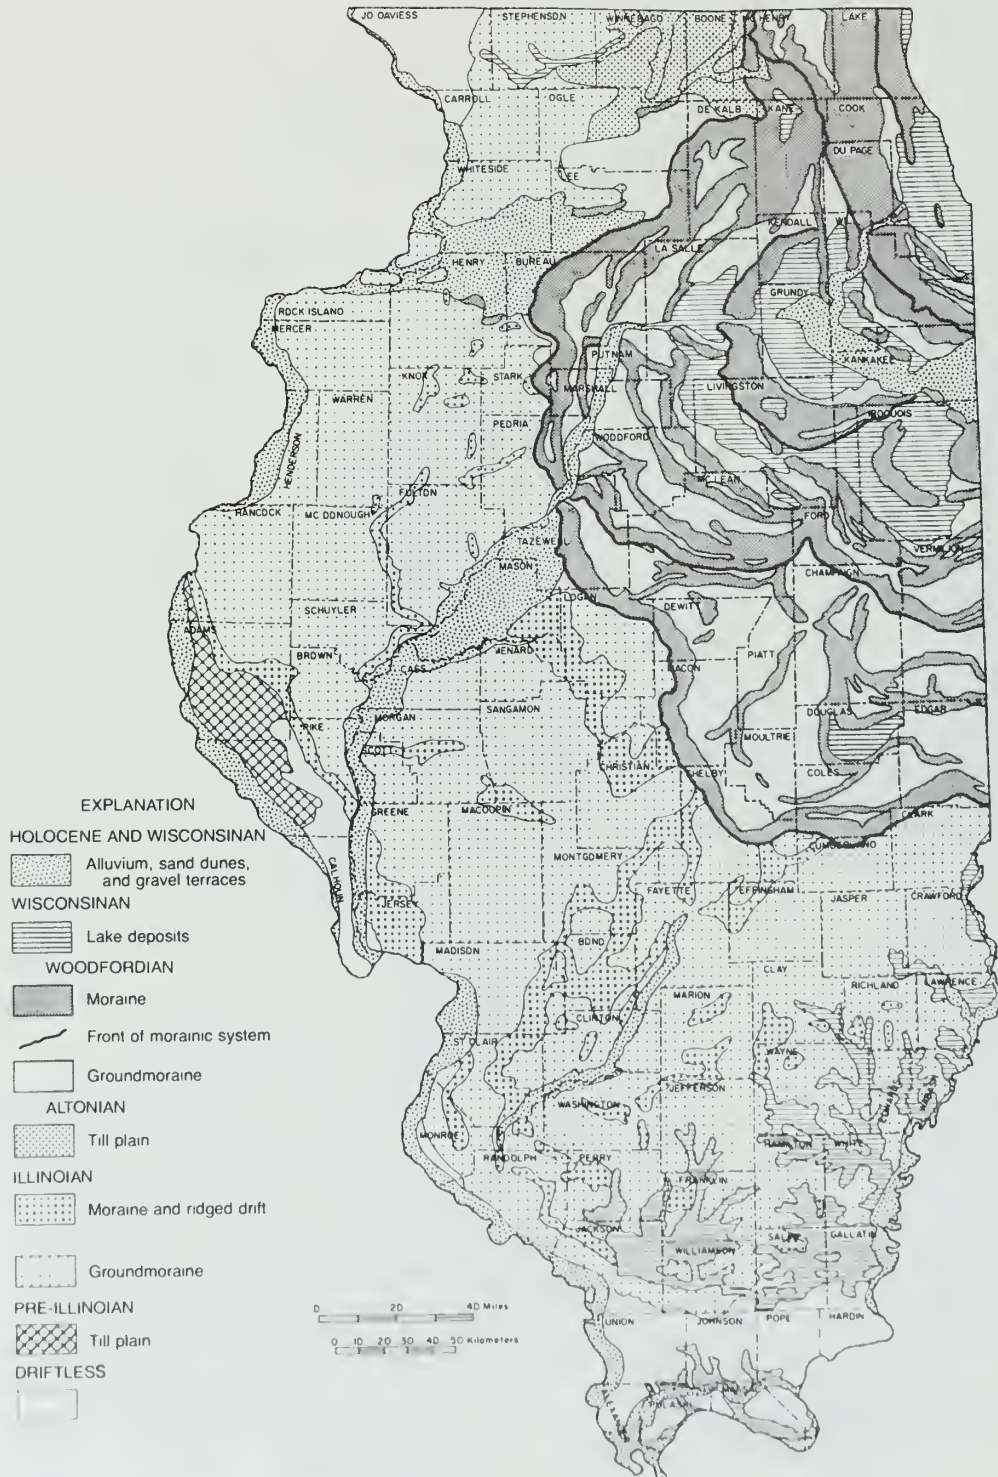 JO DAVIESS
STEPHENSON
WINNEBAGO
BOONE
MC HENRY
LAKE
CARROLL
OGLE
DE KALB
KANE
COOK
DU PAGE
WHITESIDE
LEE
KENDALL
WILL
LA SALLE
HENRY
BUREAU
GRUNDY
ROCK ISLAND
MERCER
PUTNAM
KANKAKEE
KNOX
STARK
MARSHALL
LIVINGSTON
WARREN
PEORIA
IROQUOIS
HENDERSON
WOODFORD
FULTON
MC LEAN
HANCOCK
MC DONOUGH
FORD
TAZEWELL
VERMILION
MASON
CHAMPAIGN
LOGAN
DEWITT
SCHUYLER
ADAMS
MENARD
PIATT
BROWN
CASS
MACON
SANGAMON
DOUGLAS
EDGAR
MORGAN
PIKE
MOULTRIE
SCOTT
CHRISTIAN
SHELBY
COLES
GREENE
MACOUPIN
CLARK
CUMBERLAND
MONTGOMERY
CALHOUN
FAYETTE
EFFINGHAM
JASPER
CRAWFORD
JERSEY
BOND
MADISON
CLAY
RICHLAND
LAWRENCE
MARION
CLINTON
ST CLAIR
WAYNE
EDWARDS
WABASH
JEFFERSON
WASHINGTON
MONROE
HAMILTON
WHITE
RANDOLPH
PERRY
FRANKLIN
JACKSON
WILLIAMSON
SALINE
GALLATIN
UNION
JOHNSON
POPE
HARDIN
ALEXANDER
PULASKI
EXPLANATION
HOLOCENE AND WISCONSINAN
Alluvium, sand dunes,
and gravel terraces
WISCONSINAN
Lake deposits
WOODFORDIAN
Moraine
Front of morainic system
Groundmoraine
ALTONIAN
Till plain
ILLINOIAN
Moraine and ridged drift
Groundmoraine
PRE-ILLINOIAN
Till plain
DRIFTLESS
0 20 40 Miles
0 10 20 30 40 50 Kilometers